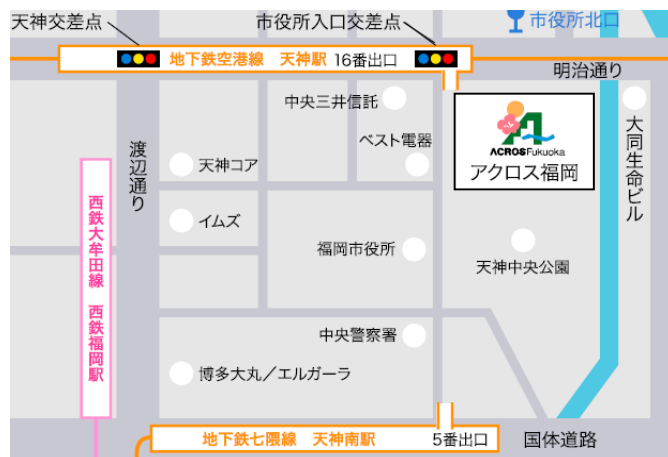 天神交差点
市役所入口交差点
市役所北口
地下鉄空港線 天神駅 16番出口
明治通り
中央三井信託
ベスト電器
ACROS Fukuoka
アクロス福岡
大同生命ビル
渡辺通り
天神コア
イムズ
西鉄大牟田線 西鉄福岡駅
福岡市役所
天神中央公園
中央警察署
博多大丸/エルガーラ
地下鉄七隈線 天神南駅 5番出口
国体道路